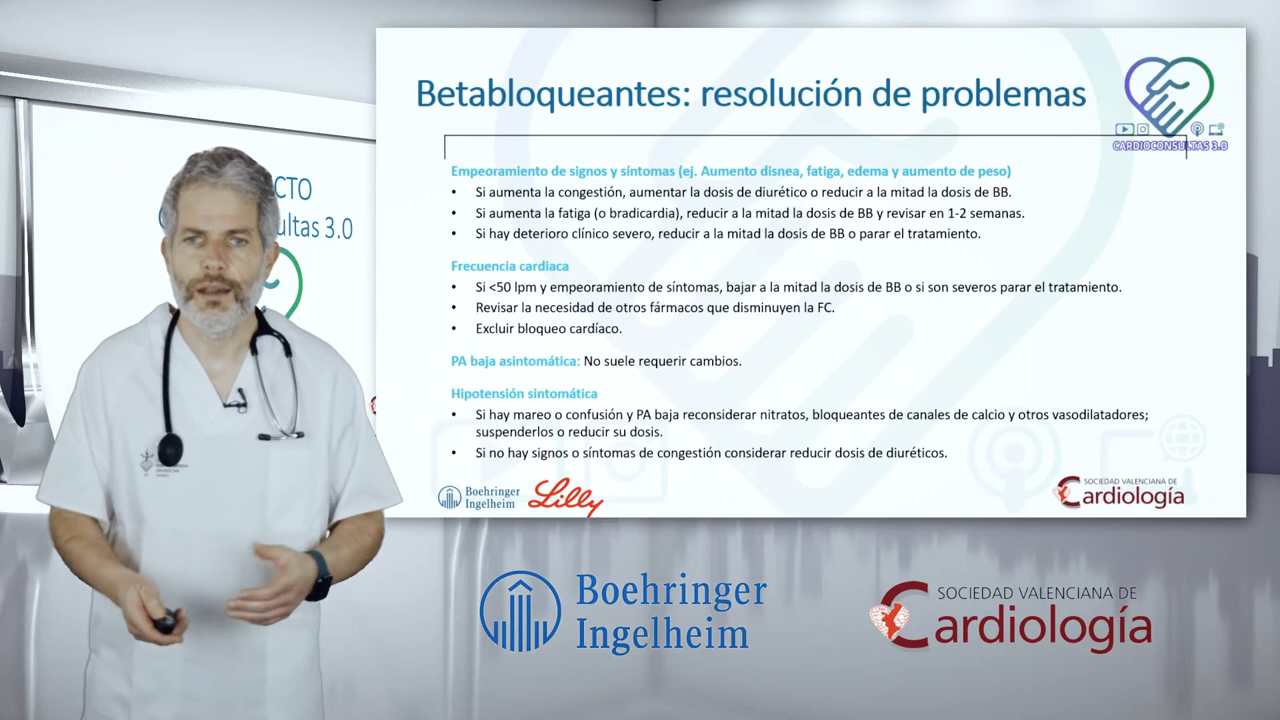 Betabloqueantes: resolución de problemas
CARDIOCONSULTAS 3.0
Empeoramiento de signos y síntomas (ej. Aumento disnea, fatiga, edema y aumento de peso)
• Si aumenta la congestión, aumentar la dosis de diurético o reducir a la mitad la dosis de BB.
• Si aumenta la fatiga (o bradicardia), reducir a la mitad la dosis de BB y revisar en 1-2 semanas.
• Si hay deterioro clínico severo, reducir a la mitad la dosis de BB o parar el tratamiento.
Frecuencia cardiaca
• Si <50 lpm y empeoramiento de síntomas, bajar a la mitad la dosis de BB o si son severos parar el tratamiento.
• Revisar la necesidad de otros fármacos que disminuyen la FC.
• Excluir bloqueo cardíaco.
PA baja asintomática: No suele requerir cambios.
Hipotensión sintomática
• Si hay mareo o confusión y PA baja reconsiderar nitratos, bloqueantes de canales de calcio y otros vasodilatadores;
suspenderlos o reducir su dosis.
• Si no hay signos o síntomas de congestión considerar reducir dosis de diuréticos.
Boehringer
Ingelheim
Lilly
SOCIEDAD VALENCIANA DE
Cardiología
CTO
ultas 3.0
Boehringer
Ingelheim
SOCIEDAD VALENCIANA DE
Cardiología